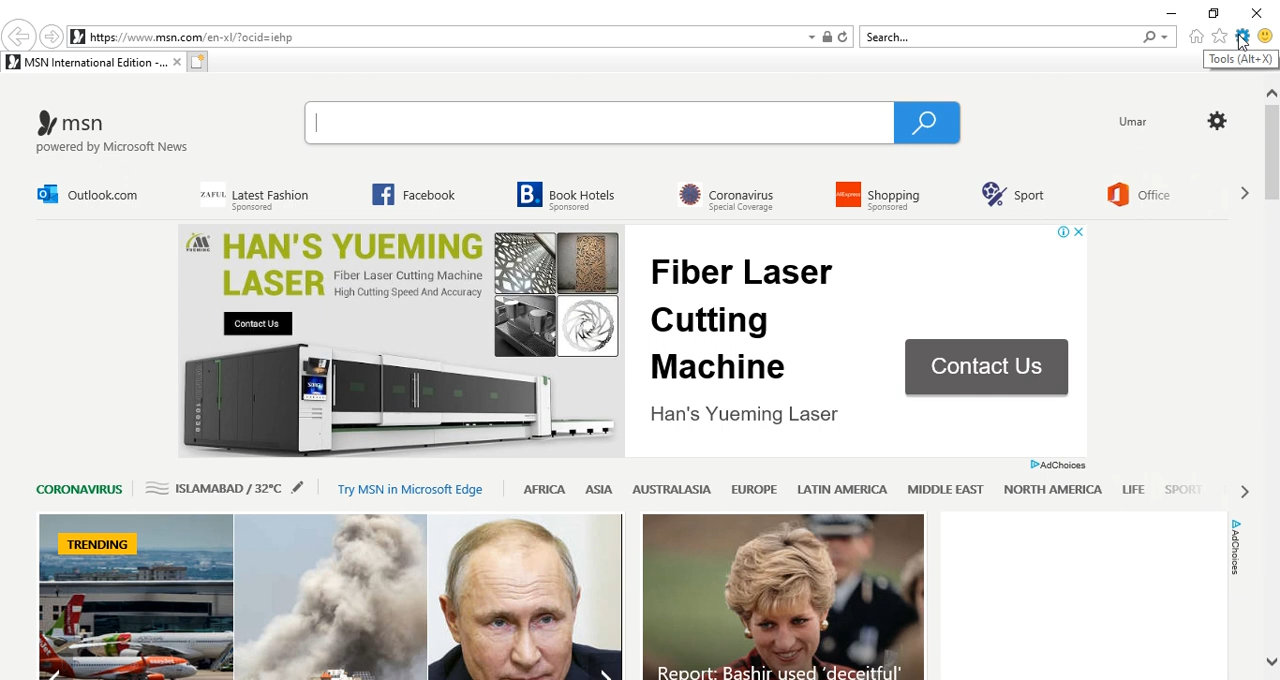 https://www.msn.com/en-xl/?ocid=iehp
Search...
MSN International Edition -...
Tools (Alt+X)
msn
powered by Microsoft News
Umar
Outlook.com
ZAFUL
Latest Fashion
Sponsored
Facebook
B.
Book Hotels
Sponsored
Coronavirus
Special Coverage
AliExpress
Shopping
Sponsored
Sport
Office
YUEMING
HAN'S YUEMING
LASER
Fiber Laser Cutting Machine
High Cutting Speed And Accuracy
Contact Us
Fiber Laser
Cutting
Machine
Contact Us
Han's Yueming Laser
AdChoices
CORONAVIRUS
ISLAMABAD / 32°C
Try MSN in Microsoft Edge
AFRICA
ASIA
AUSTRALASIA
EUROPE
LATIN AMERICA
MIDDLE EAST
NORTH AMERICA
LIFE
SPORT
TRENDING
AdChoices
easyJet
Report: Bashir used 'deceitful'